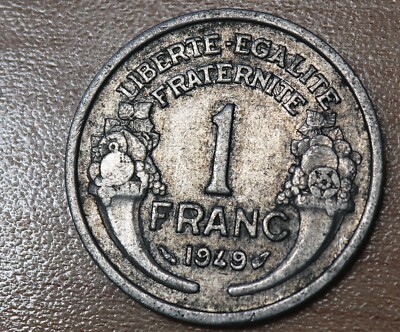 LIBERTE-EGALITE
FRATERNITE
1
FRANC
1949